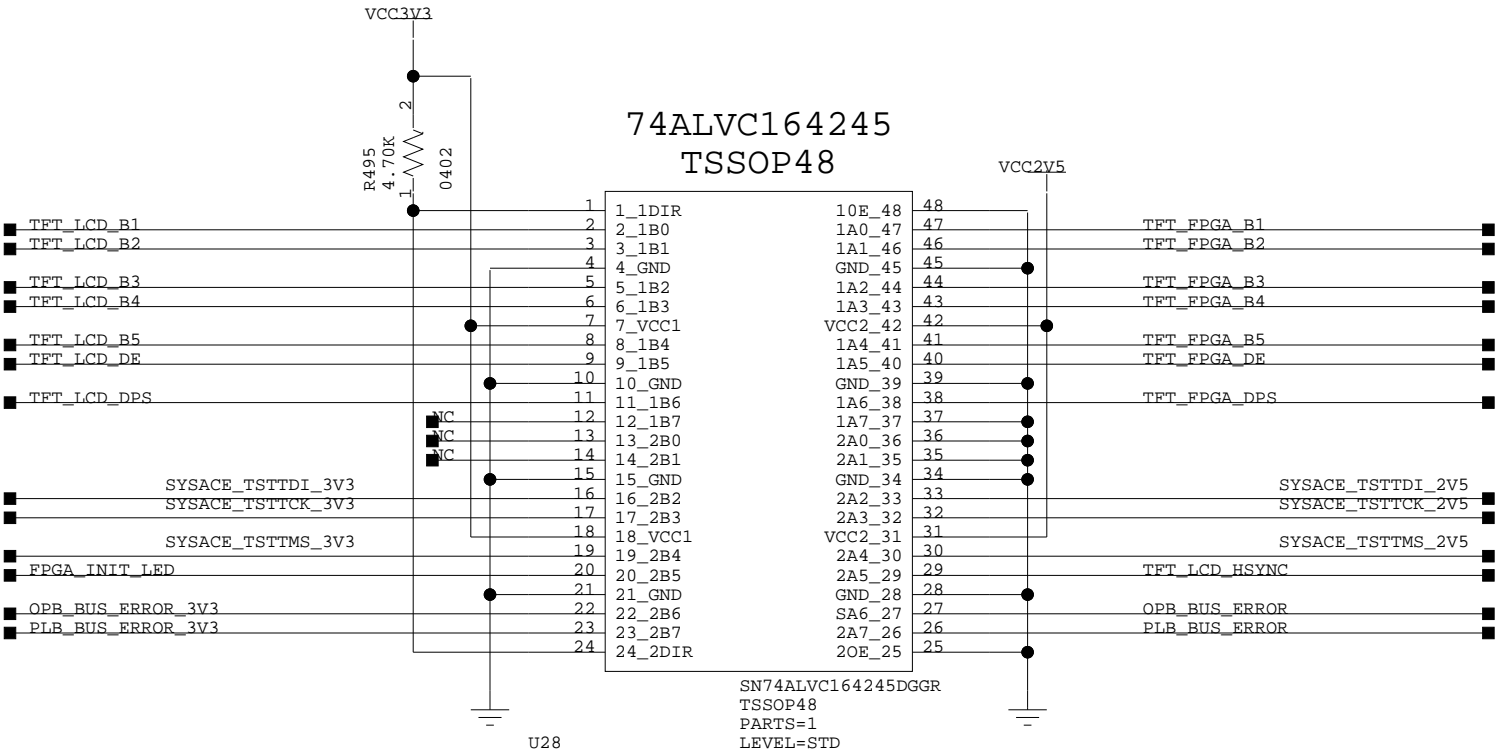 VCC3V3
2
R495
4.70K
1
0402
74ALVC164245
TSSOP48
VCC2V5
1 1_1DIR 10E_48 48
TFT_LCD_B1 2 2_1B0 1A0_47 47 TFT_FPGA_B1
TFT_LCD_B2 3 3_1B1 1A1_46 46 TFT_FPGA_B2
4 4_GND GND_45 45
TFT_LCD_B3 5 5_1B2 1A2_44 44 TFT_FPGA_B3
TFT_LCD_B4 6 6_1B3 1A3_43 43 TFT_FPGA_B4
7 7_VCC1 VCC2_42 42
TFT_LCD_B5 8 8_1B4 1A4_41 41 TFT_FPGA_B5
TFT_LCD_DE 9 9_1B5 1A5_40 40 TFT_FPGA_DE
10 10_GND GND_39 39
TFT_LCD_DPS 11 11_1B6 1A6_38 38 TFT_FPGA_DPS
NC 12 12_1B7 1A7_37 37
NC 13 13_2B0 2A0_36 36
NC 14 14_2B1 2A1_35 35
15 15_GND GND_34 34
SYSACE_TSTTDI_3V3 16 16_2B2 2A2_33 33 SYSACE_TSTTDI_2V5
SYSACE_TSTTCK_3V3 17 17_2B3 2A3_32 32 SYSACE_TSTTCK_2V5
18 18_VCC1 VCC2_31 31
SYSACE_TSTTMS_3V3 19 19_2B4 2A4_30 30 SYSACE_TSTTMS_2V5
FPGA_INIT_LED 20 20_2B5 2A5_29 29 TFT_LCD_HSYNC
21 21_GND GND_28 28
OPB_BUS_ERROR_3V3 22 22_2B6 SA6_27 27 OPB_BUS_ERROR
PLB_BUS_ERROR_3V3 23 23_2B7 2A7_26 26 PLB_BUS_ERROR
24 24_2DIR 2OE_25 25
SN74ALVC164245DGGR
TSSOP48
PARTS=1
U28 LEVEL=STD